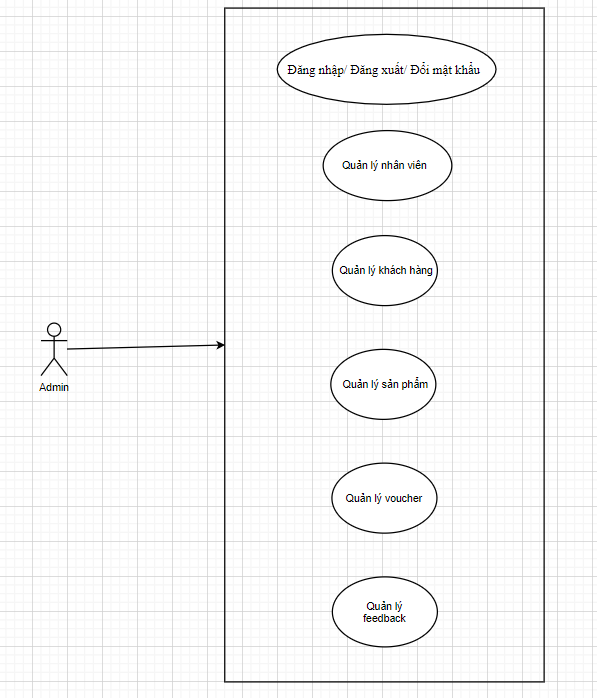 Đăng nhập/ Đăng xuất/ Đổi mật khẩu
Quản lý nhân viên
Quản lý khách hàng
Quản lý sản phẩm
Admin
Quản lý voucher
Quản lý
feedback